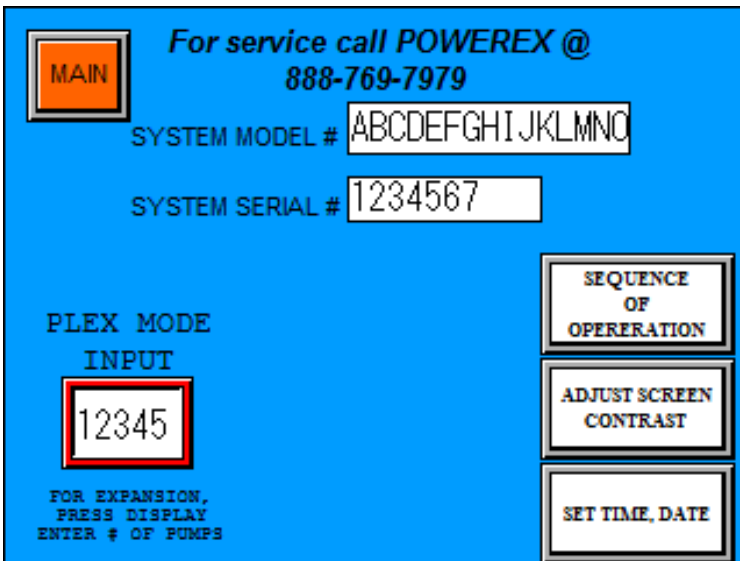 MAIN
For service call POWEREX @
888-769-7979
SYSTEM MODEL # ABCDEFGHIJKLMNO
SYSTEM SERIAL # 1234567
SEQUENCE
OF
OPERERATION
PLEX MODE
INPUT
12345
ADJUST SCREEN
CONTRAST
FOR EXPANSION,
PRESS DISPLAY
ENTER # OF PUMPS
SET TIME, DATE